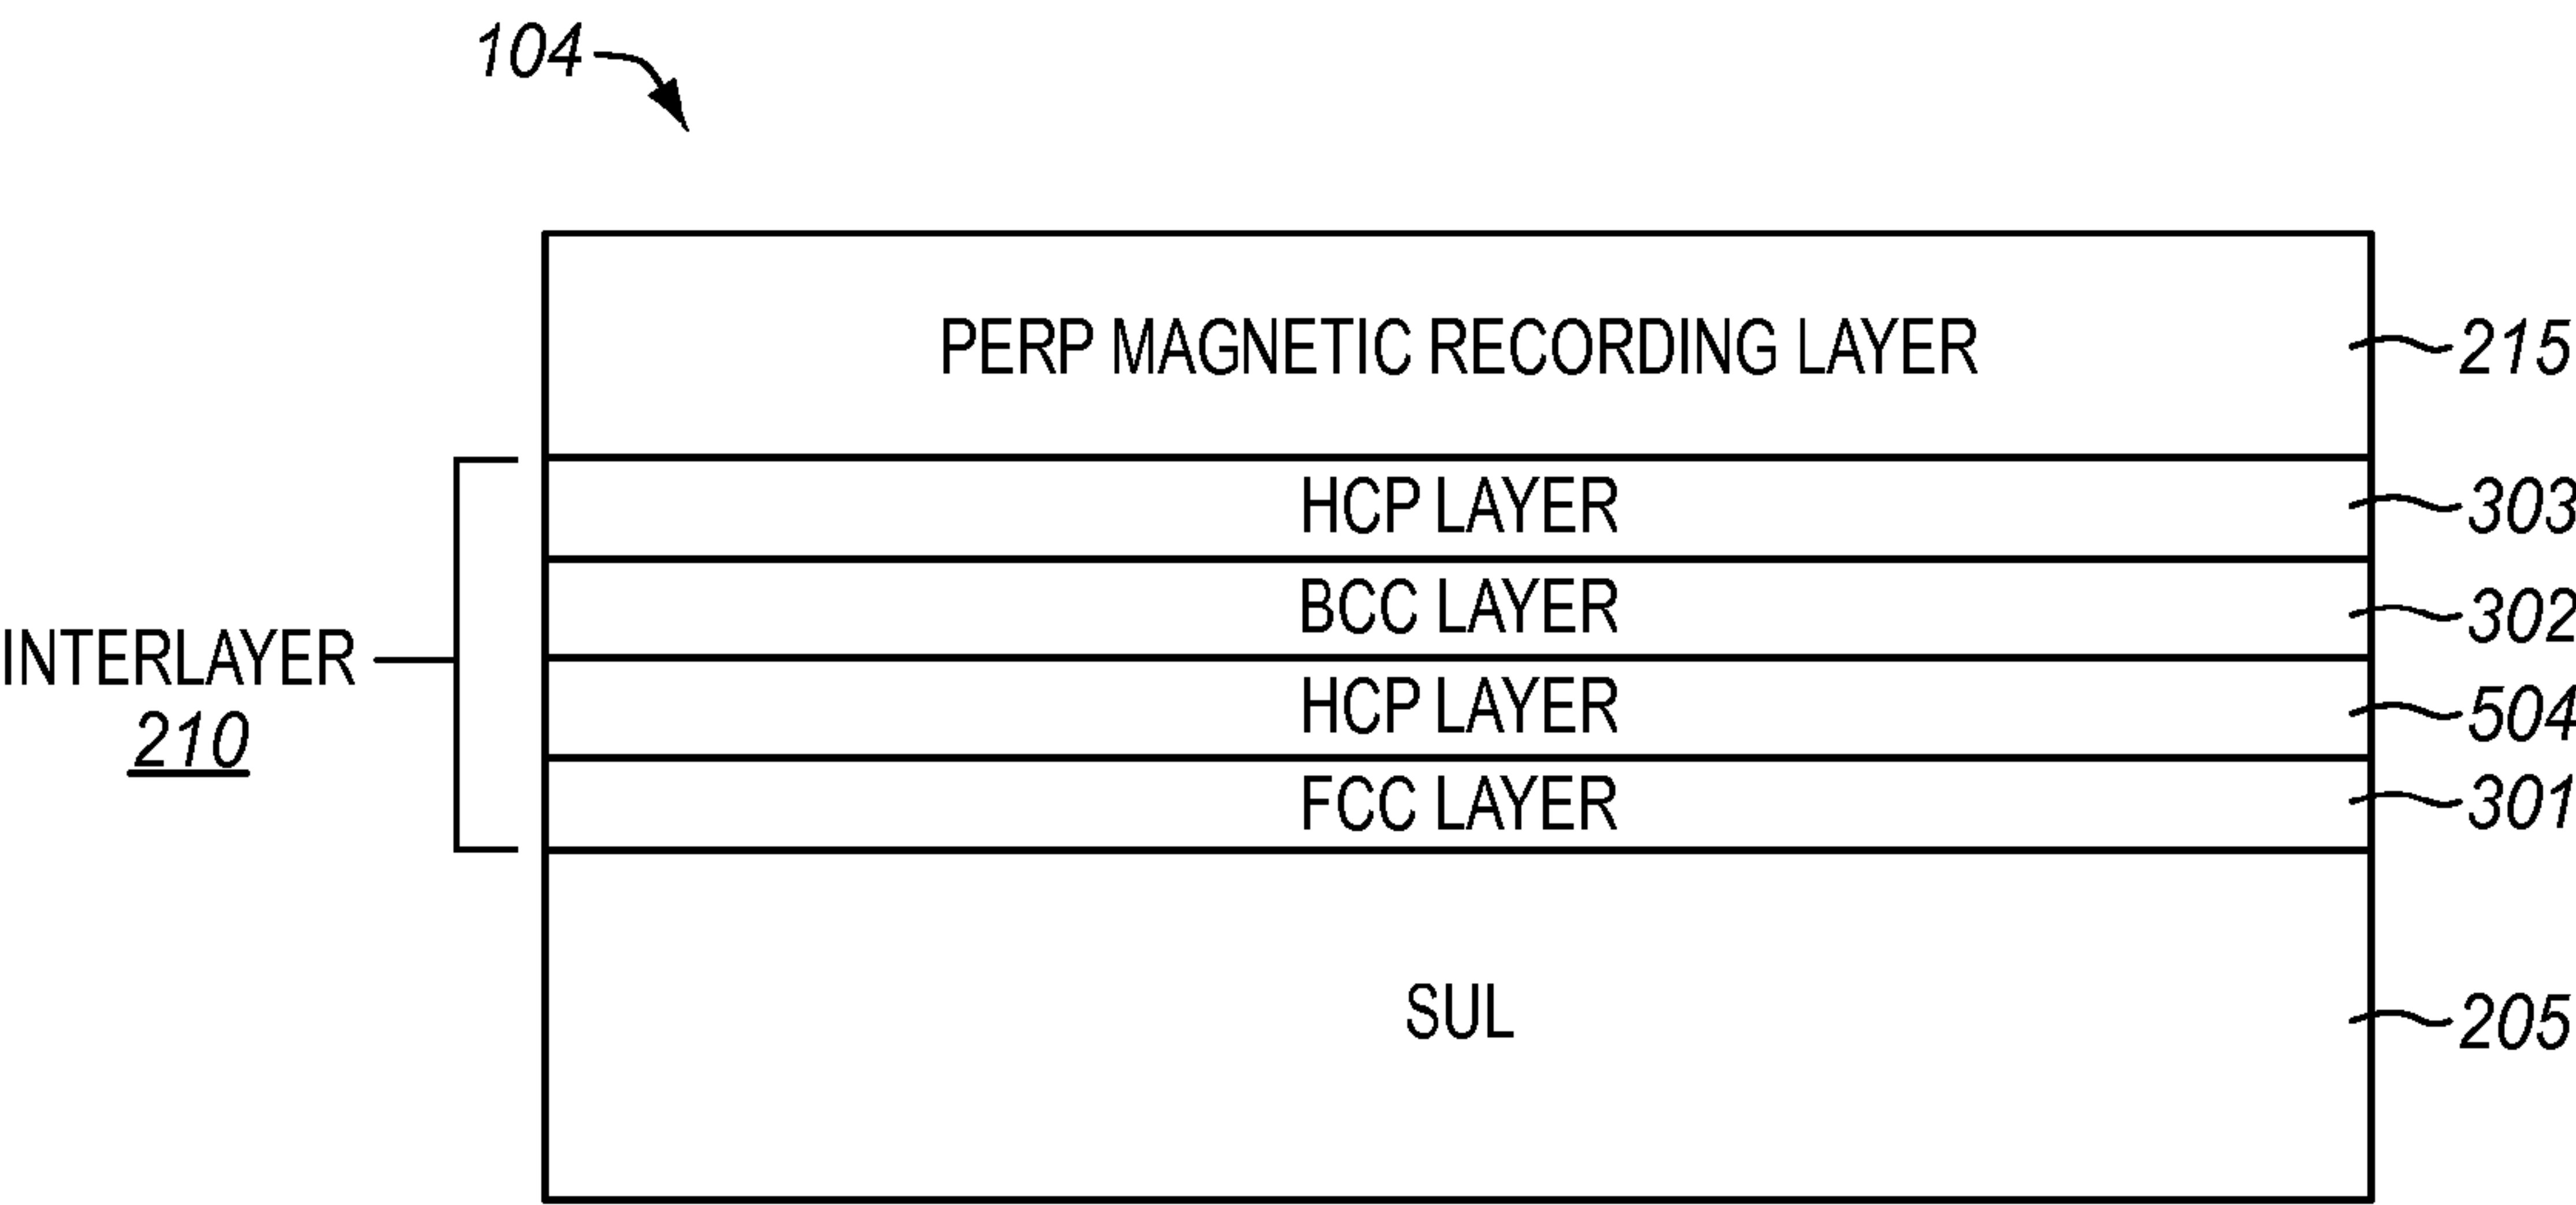 104
PERP MAGNETIC RECORDING LAYER
215
HCP LAYER
303
BCC LAYER
302
INTERLAYER
210
HCP LAYER
504
FCC LAYER
301
SUL
205